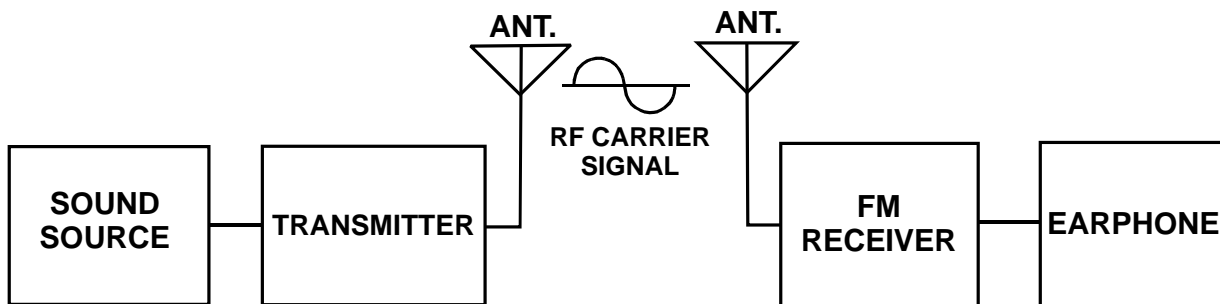 ANT.
ANT.
RF CARRIER
SIGNAL
SOUND
SOURCE
TRANSMITTER
FM
RECEIVER
EARPHONE